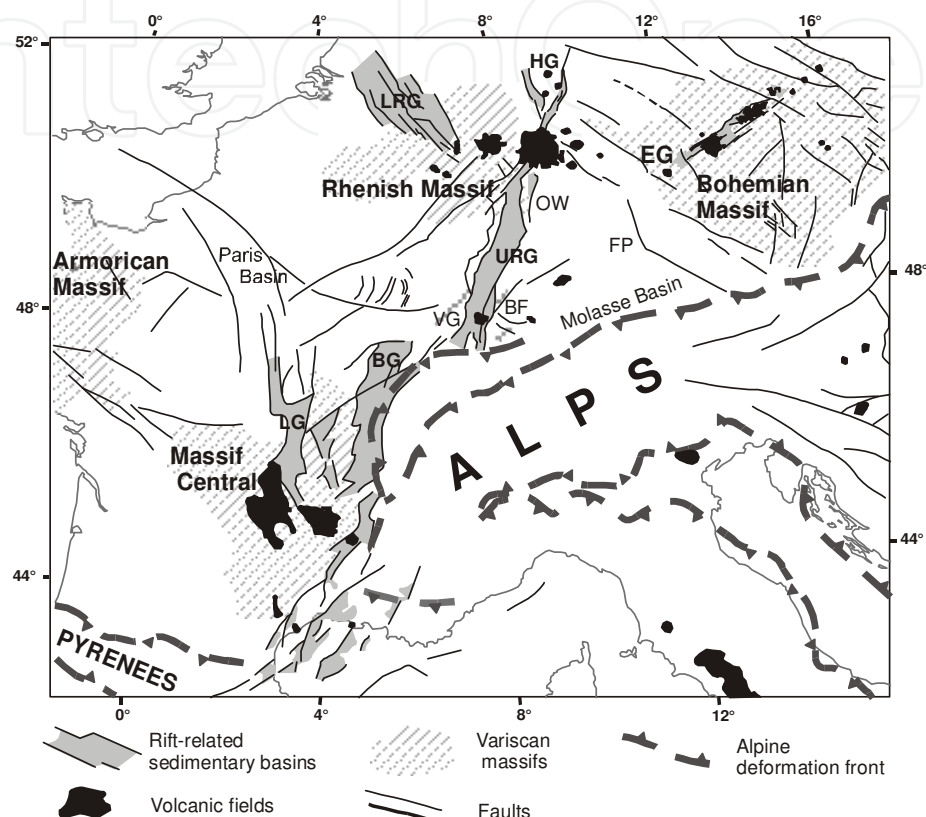 0° 4° 8° 12° 16°
52°
HG
LRG
EG
Rhenish Massif
Bohemian
Massif
OW
Paris
Basin
URG
FP
Armorican
Massif
48°
48°
VG
BF
Molasse Basin
BG
ALPS
LG
Massif
Central
44°
44°
PYRENEES
0° 4° 8° 12°
Rift-related
sedimentary basins
Variscan
massifs
Alpine
deformation front
Volcanic fields
Faults